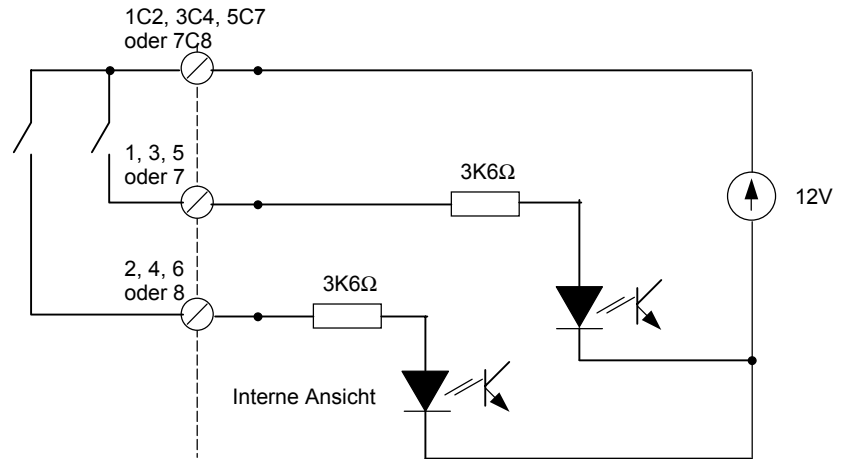 1C2, 3C4, 5C7
oder 7C8
1, 3, 5
oder 7
3K6Ω
12V
2, 4, 6
oder 8
3K6Ω
Interne Ansicht